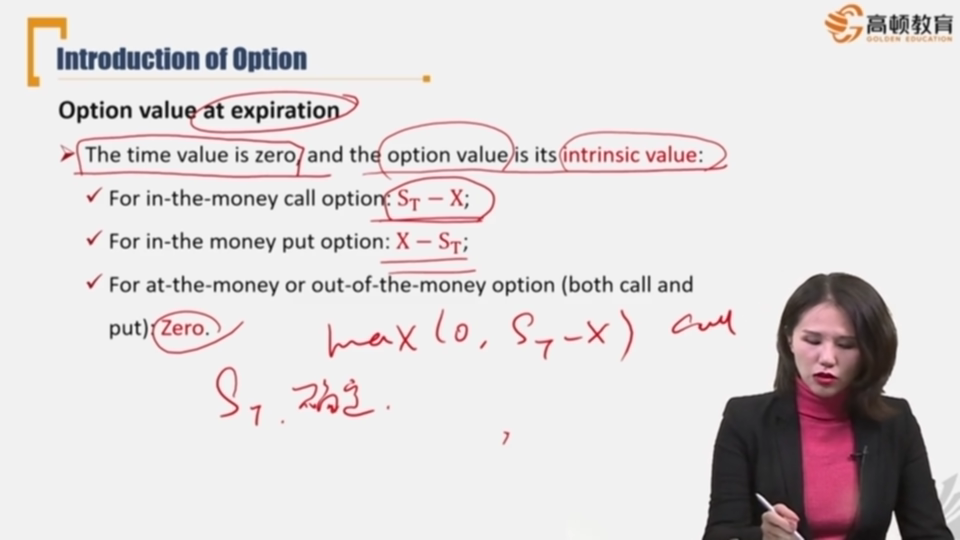 高顿教育
GOLDEN EDUCATION
Introduction of Option
Option value at expiration
The time value is zero, and the option value is its intrinsic value:
✓ For in-the-money call option: S_T − X;
✓ For in-the money put option: X − S_T;
✓ For at-the-money or out-of-the-money option (both call and
put): Zero.
max (0, S_T − X) call
S_T.